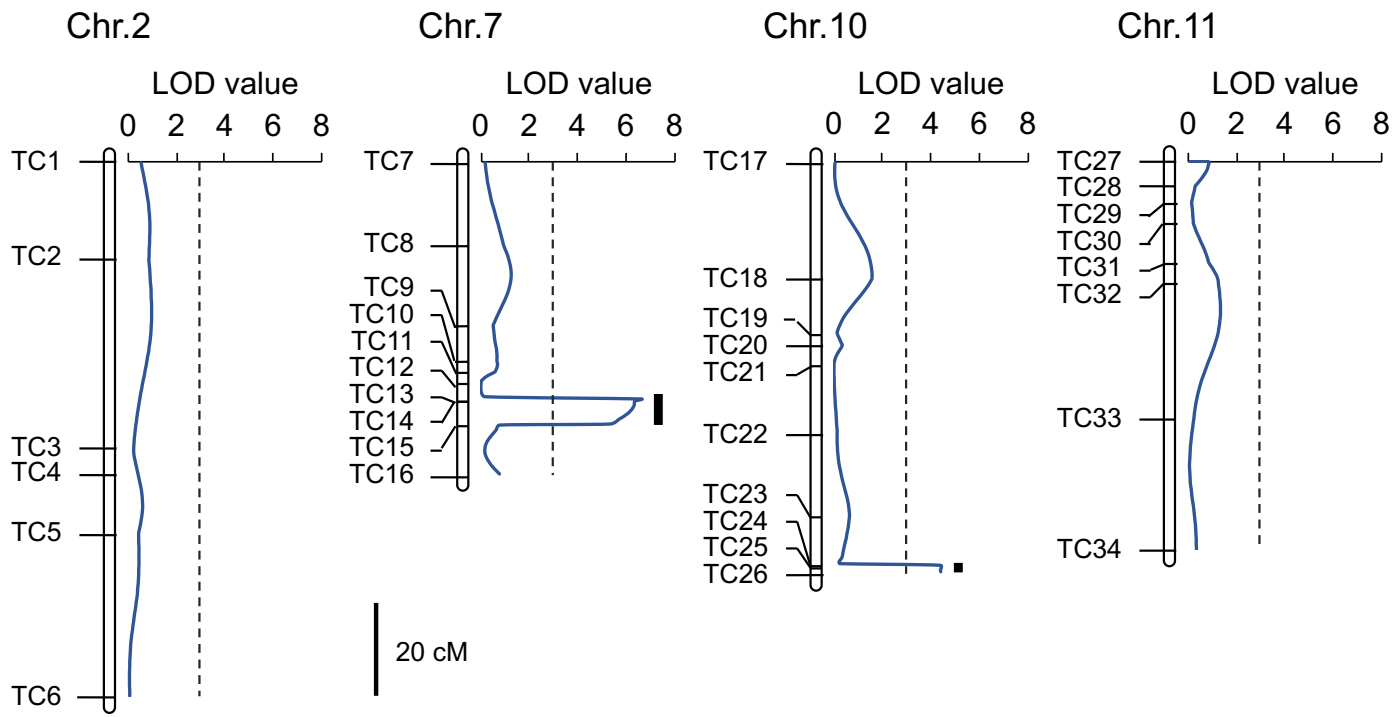 Chr.2
LOD value
0 2 4 6 8
TC1
TC2
TC3
TC4
TC5
TC6
Chr.7
LOD value
0 2 4 6 8
TC7
TC8
TC9
TC10
TC11
TC12
TC13
TC14
TC15
TC16
20 cM
Chr.10
LOD value
0 2 4 6 8
TC17
TC18
TC19
TC20
TC21
TC22
TC23
TC24
TC25
TC26
Chr.11
LOD value
0 2 4 6 8
TC27
TC28
TC29
TC30
TC31
TC32
TC33
TC34